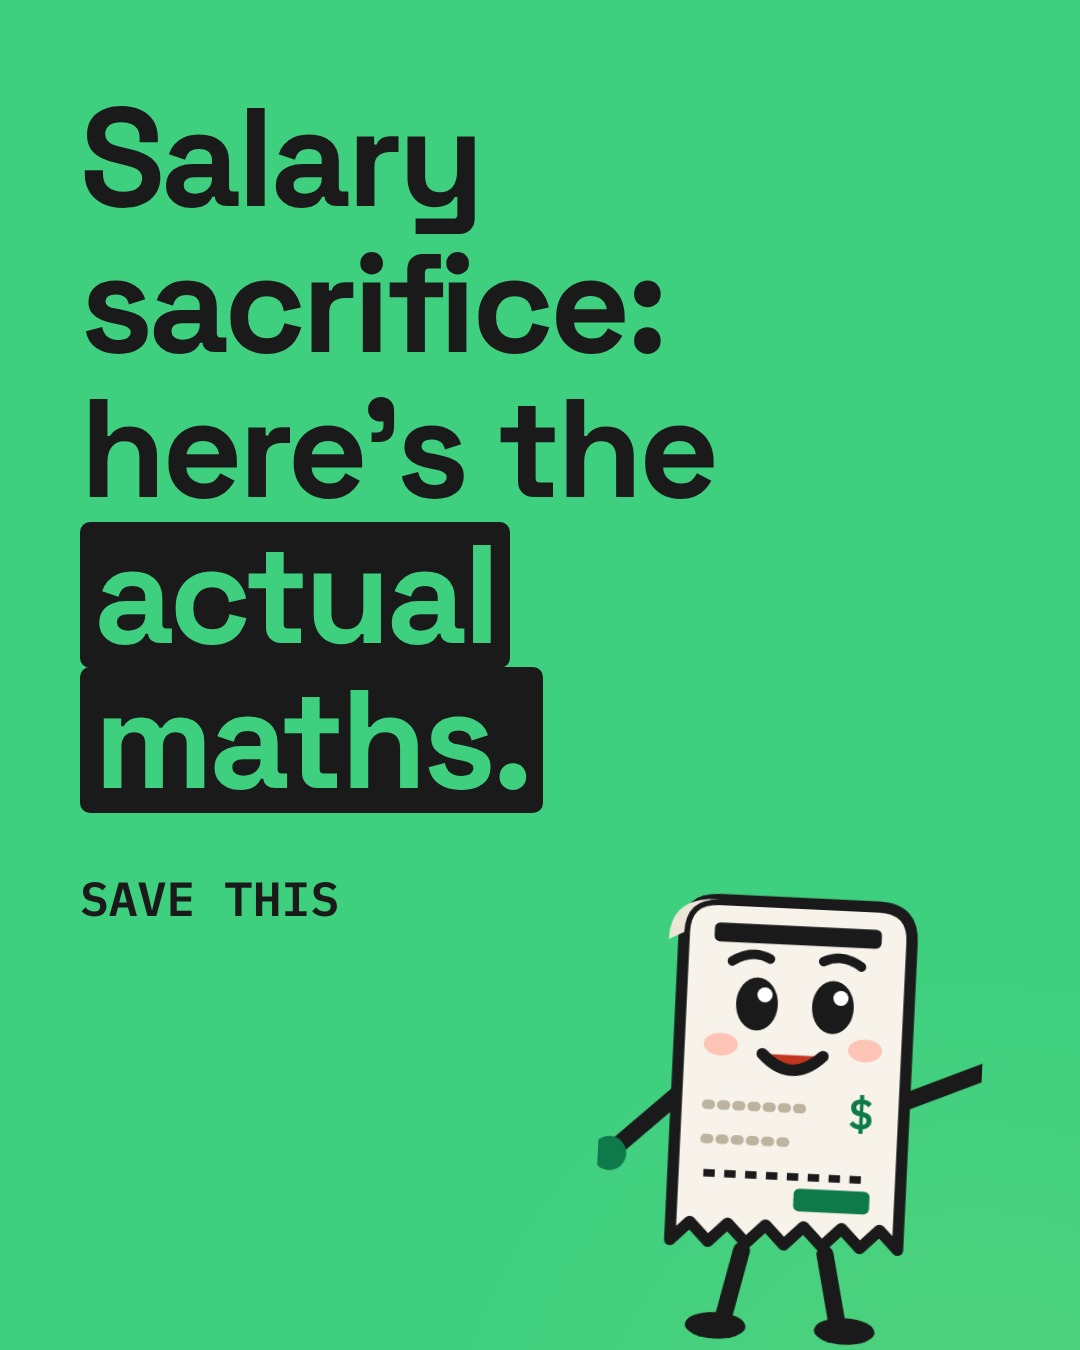 Salary
sacrifice:
here’s the
actual
maths.
SAVE THIS
$